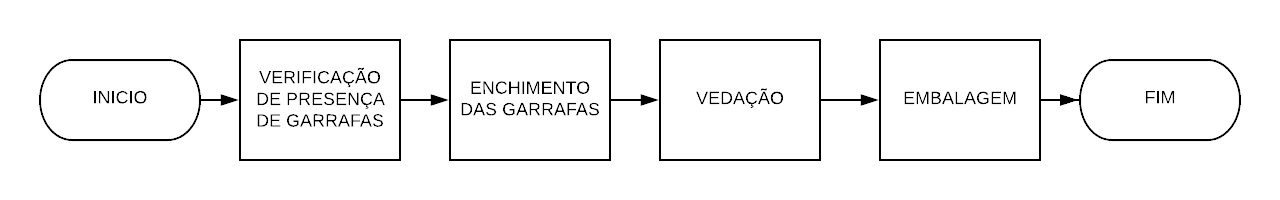 INICIO
VERIFICAÇÃO
DE PRESENÇA
DE GARRAFAS
ENCHIMENTO
DAS GARRAFAS
VEDAÇÃO
EMBALAGEM
FIM